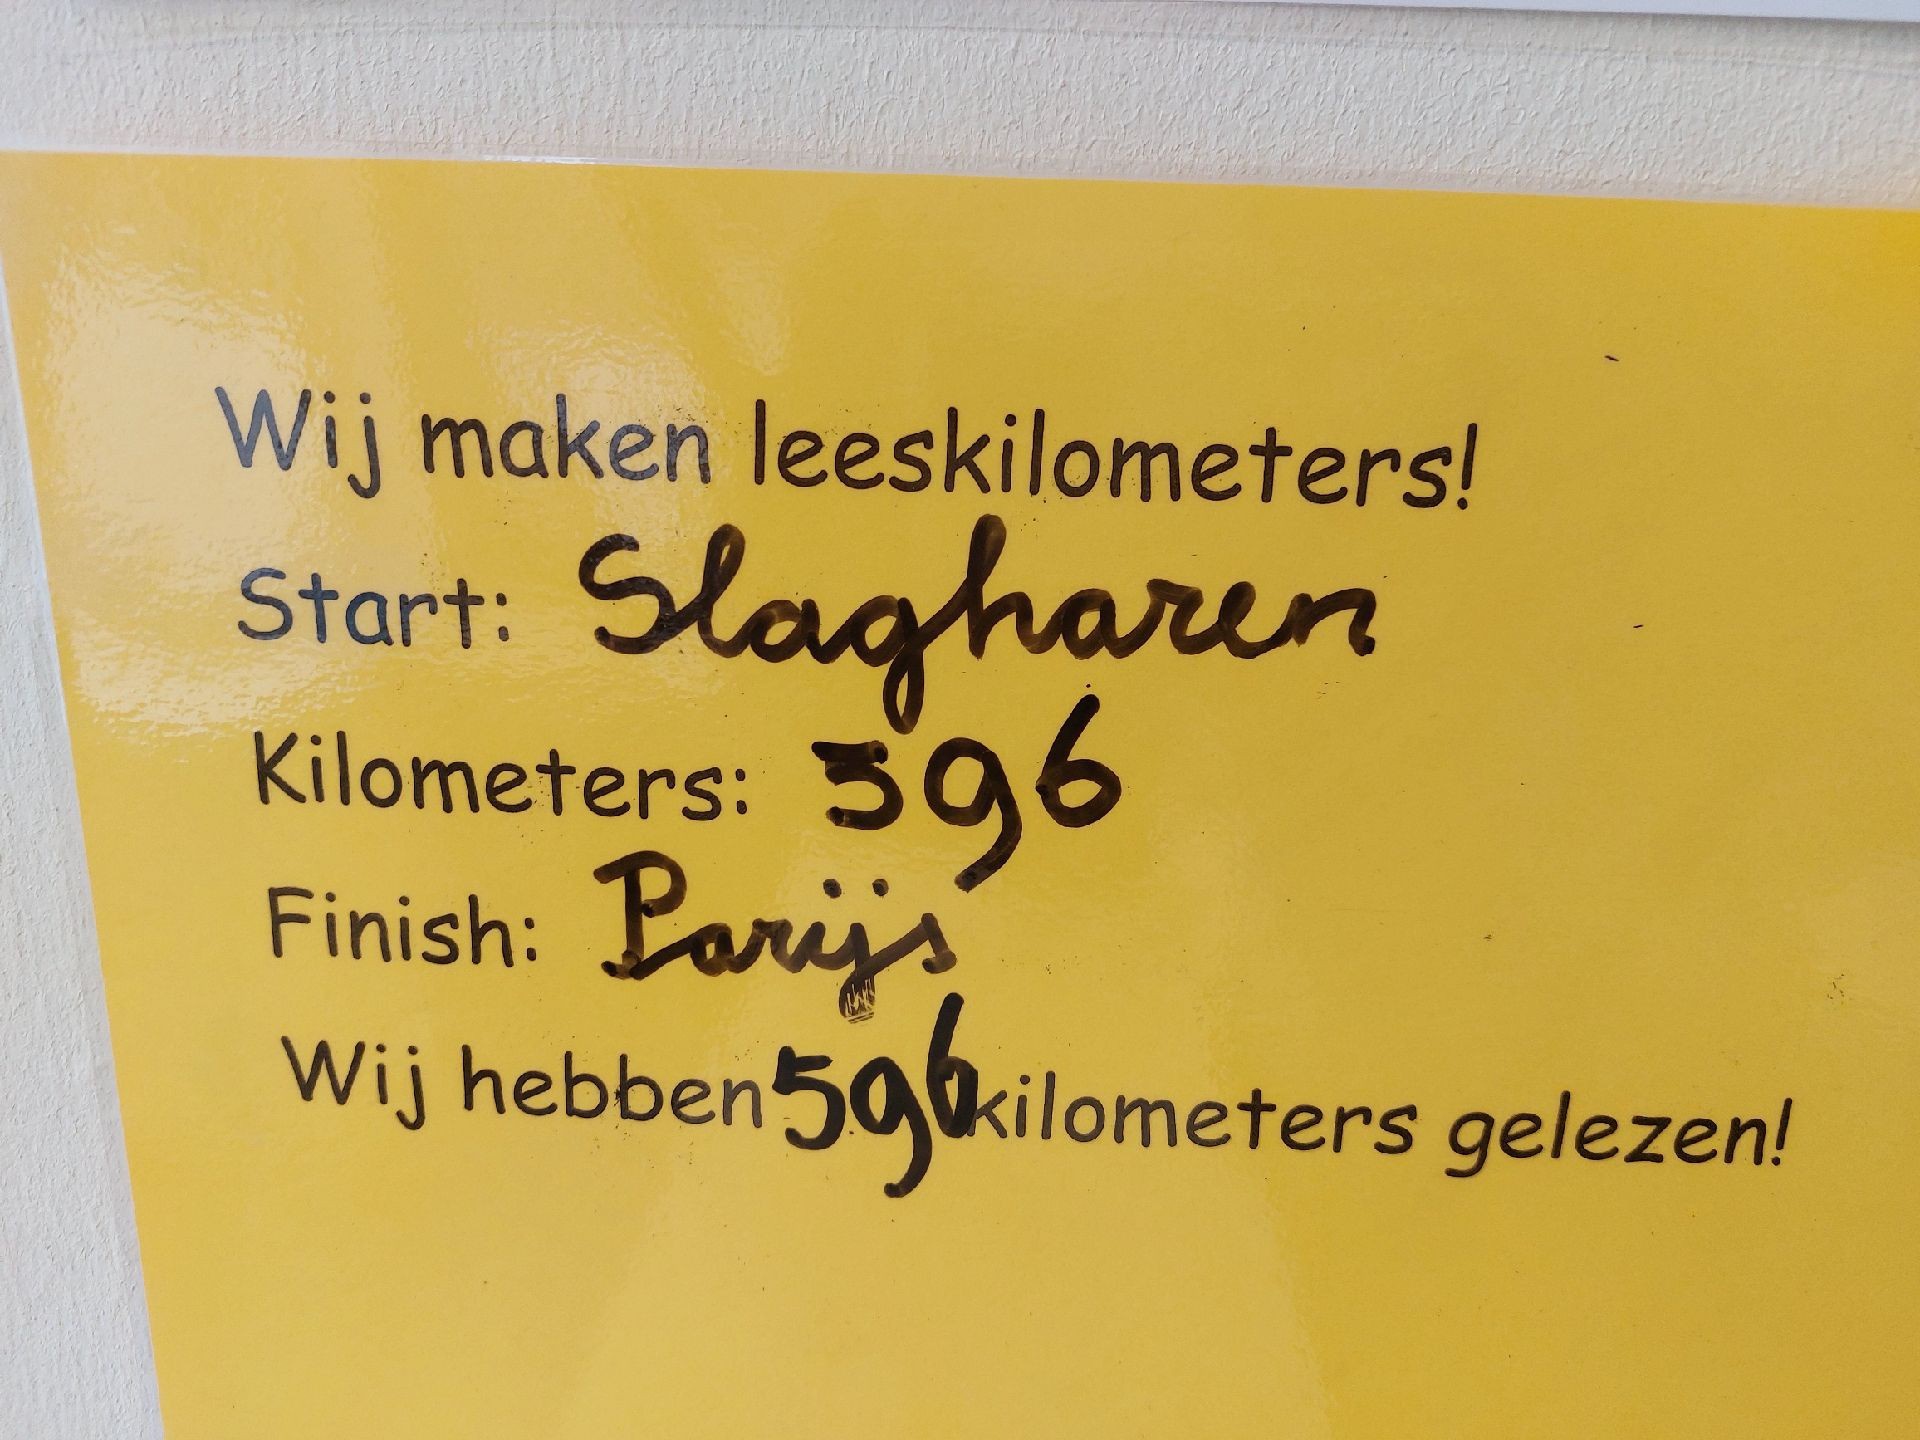 Wij maken leeskilometers!
Start: Slagharen
Kilometers: 596
Finish: Parijs
Wij hebben 596 kilometers gelezen!